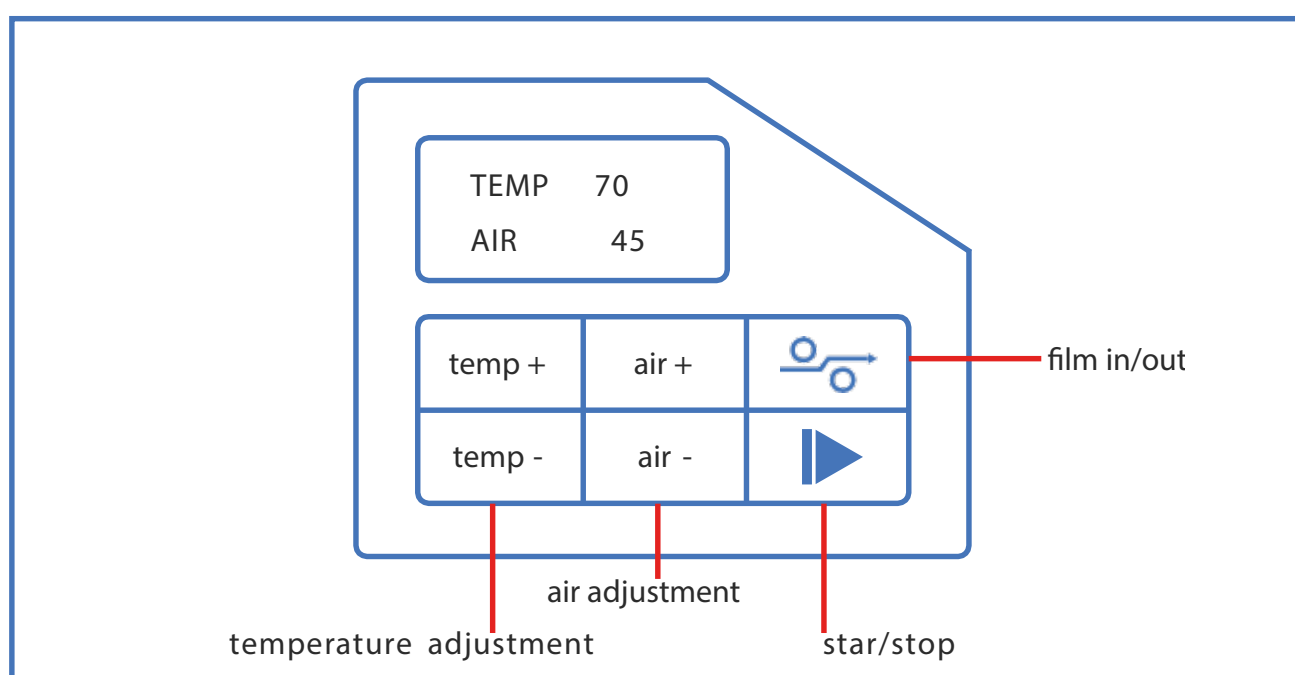 TEMP 70
AIR 45
temp + air +
film in/out
temp - air -
air adjustment
temperature adjustment star/stop